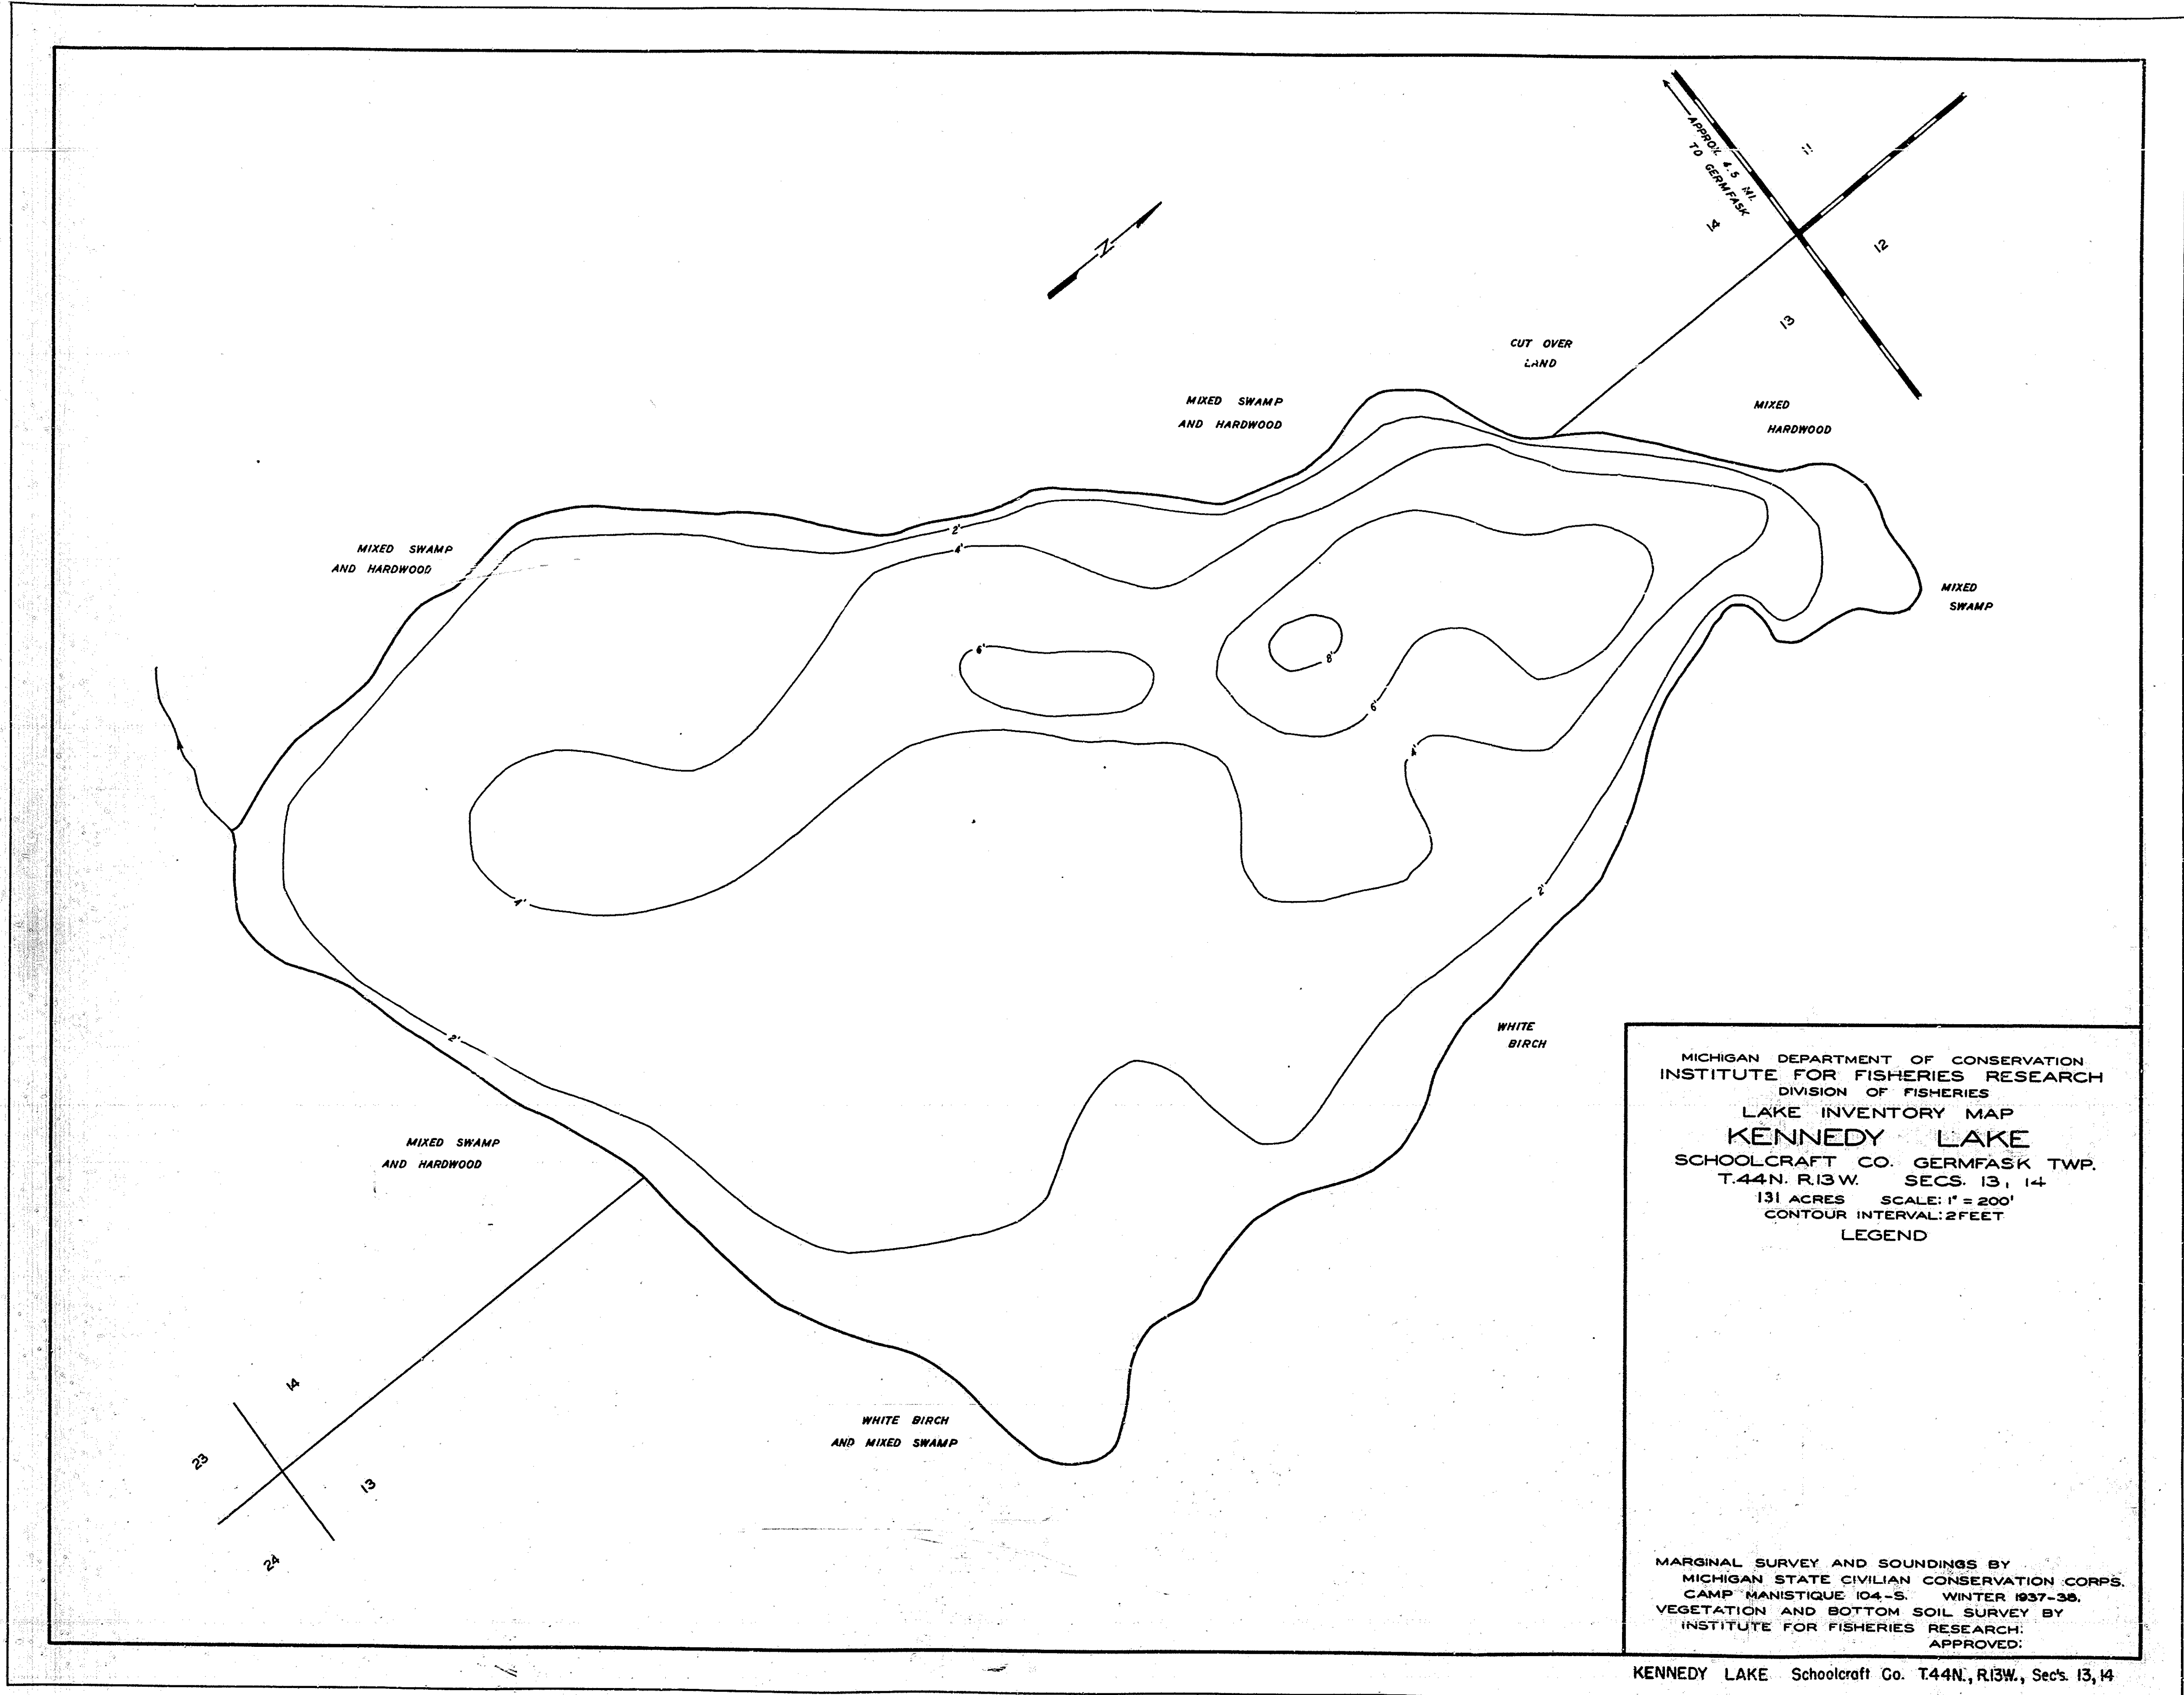 APPROX. 4.5 MI.
TO GERMFASK
11
14
12
13
N
CUT OVER
LAND
MIXED SWAMP
AND HARDWOOD
MIXED
HARDWOOD
MIXED SWAMP
AND HARDWOOD
2'
4'
MIXED
SWAMP
6'
8'
6'
4'
4'
2'
2'
WHITE
BIRCH
MIXED SWAMP
AND HARDWOOD
WHITE BIRCH
AND MIXED SWAMP
14
23
13
24
MICHIGAN DEPARTMENT OF CONSERVATION
INSTITUTE FOR FISHERIES RESEARCH
DIVISION OF FISHERIES
LAKE INVENTORY MAP
KENNEDY LAKE
SCHOOLCRAFT CO. GERMFASK TWP.
T.44N. R.13W. SECS. 13, 14
131 ACRES SCALE: 1" = 200'
CONTOUR INTERVAL: 2 FEET
LEGEND
MARGINAL SURVEY AND SOUNDINGS BY
MICHIGAN STATE CIVILIAN CONSERVATION CORPS.
CAMP MANISTIQUE 104-S. WINTER 1937-38.
VEGETATION AND BOTTOM SOIL SURVEY BY
INSTITUTE FOR FISHERIES RESEARCH:
APPROVED:
KENNEDY LAKE Schoolcraft Co. T.44N., R.13W., Sec's. 13, 14